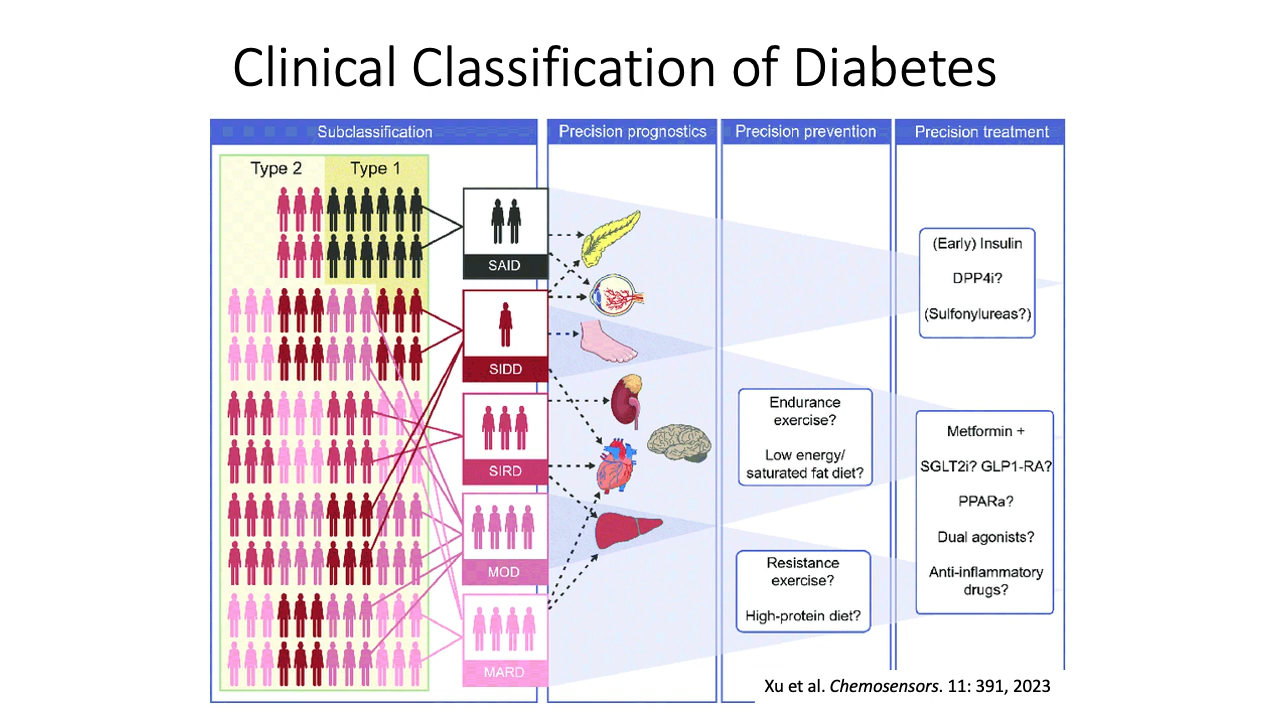 Clinical Classification of Diabetes
Subclassification
Precision prognostics
Precision prevention
Precision treatment
Type 2
Type 1
SAID
SIDD
SIRD
MOD
MARD
Endurance
exercise?
Low energy/
saturated fat diet?
Resistance
exercise?
High-protein diet?
(Early) Insulin
DPP4i?
(Sulfonylureas?)
Metformin +
SGLT2i? GLP1-RA?
PPARa?
Dual agonists?
Anti-inflammatory
drugs?
Xu et al. Chemosensors. 11: 391, 2023